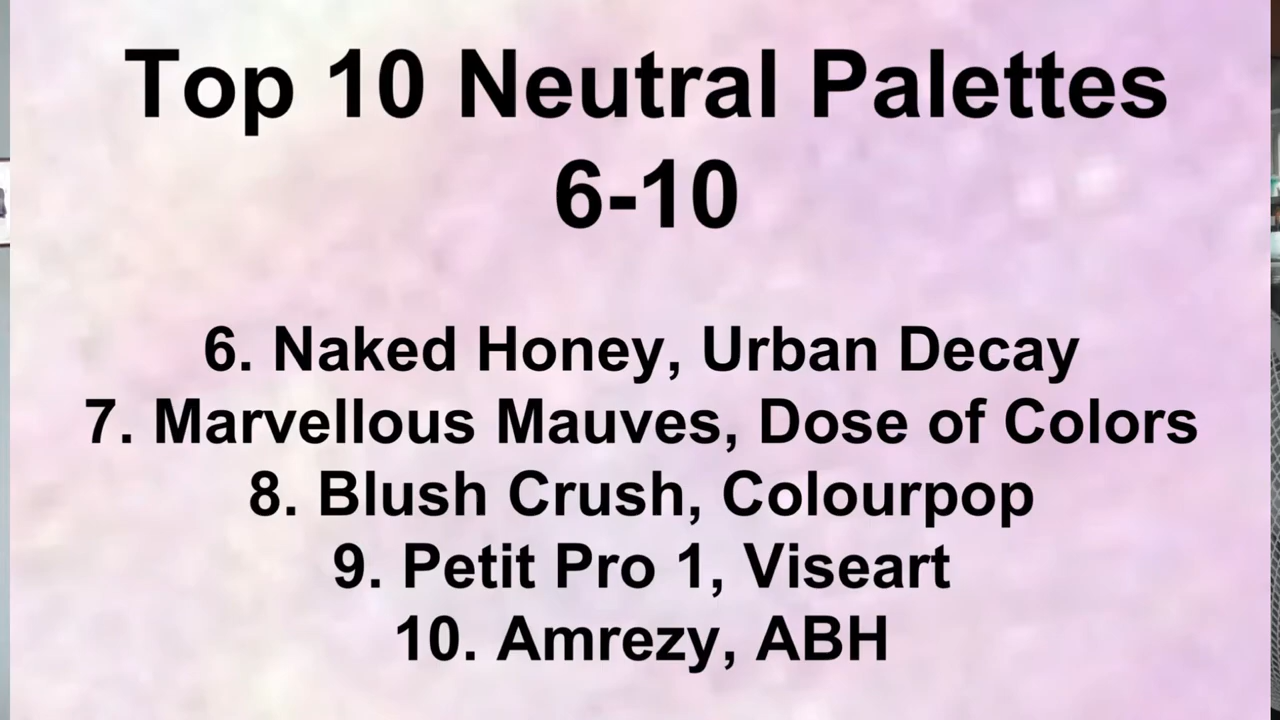 Top 10 Neutral Palettes
6-10
6. Naked Honey, Urban Decay
7. Marvellous Mauves, Dose of Colors
8. Blush Crush, Colourpop
9. Petit Pro 1, Viseart
10. Amrezy, ABH